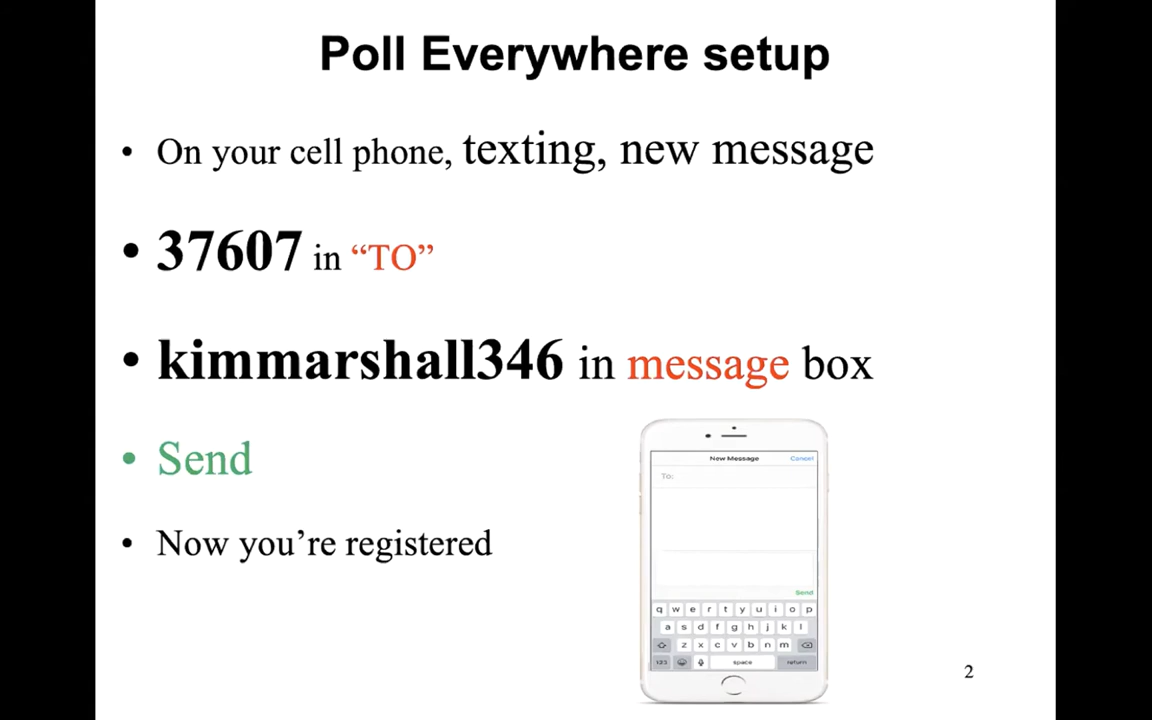 Poll Everywhere setup
• On your cell phone, texting, new message
• 37607 in “TO”
• kimmarshall346 in message box
• Send
• Now you’re registered
New Message Cancel
To:
Send
q w e r t y u i o p
a s d f g h j k l
z x c v b n m
123 space return
2